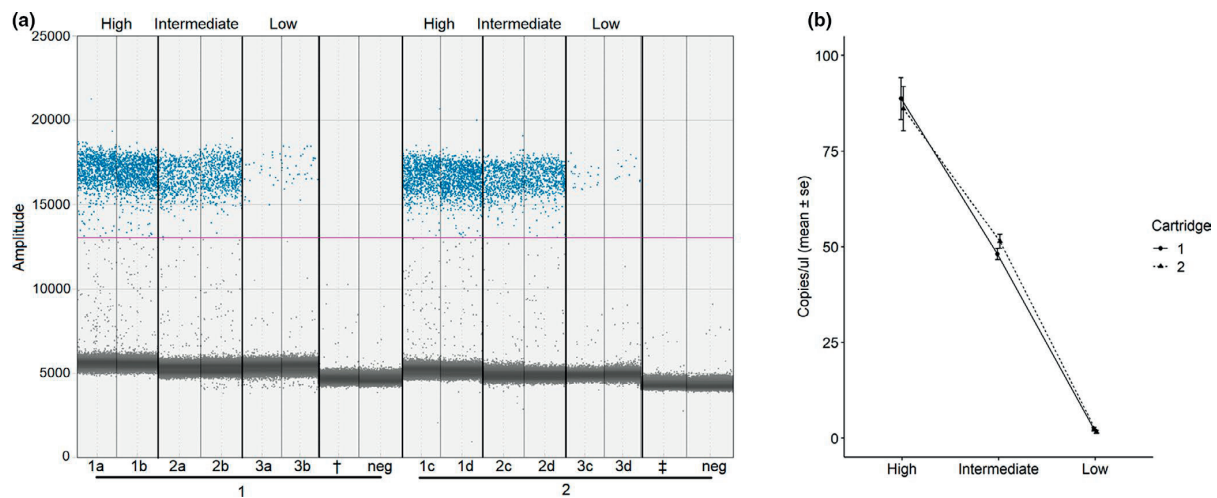 (a)
High Intermediate Low High Intermediate Low
25000
20000
15000
10000
5000
0
Amplitude
1a 1b 2a 2b 3a 3b † neg 1c 1d 2c 2d 3c 3d ‡ neg
1 2
(b)
100
75
50
25
0
Copies/ul (mean ± se)
High Intermediate Low
Cartridge
1
2